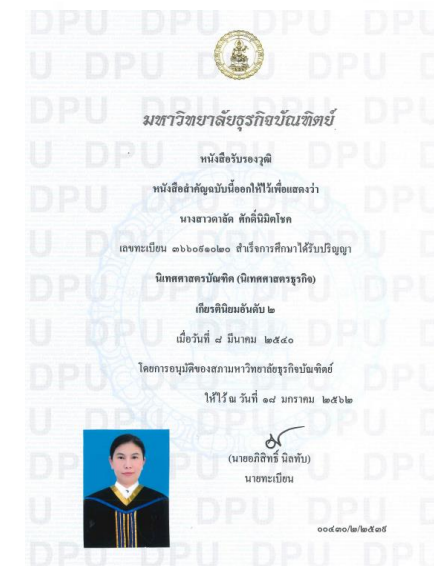 มหาวิทยาลัยธุรกิจบัณฑิตย์
หนังสือรับรองวุฒิ
หนังสือสำคัญฉบับนี้ออกให้ไว้เพื่อแสดงว่า
นางสาวดาลัด ศักดิ์นิมิตโชค
เลขทะเบียน ๓๖๖๐๙๑๐๒๐ สำเร็จการศึกษาได้รับปริญญา
นิเทศศาสตรบัณฑิต (นิเทศศาสตรธุรกิจ)
เกียรตินิยมอันดับ ๒
เมื่อวันที่ ๘ มีนาคม ๒๕๔๐
โดยการอนุมัติของสภามหาวิทยาลัยธุรกิจบัณฑิตย์
ให้ไว้ ณ วันที่ ๑๘ มกราคม ๒๕๖๒
(นายอภิสิทธิ์ นิลทับ)
นายทะเบียน
๐๐๔๓๐/๒/๒๕๓๙